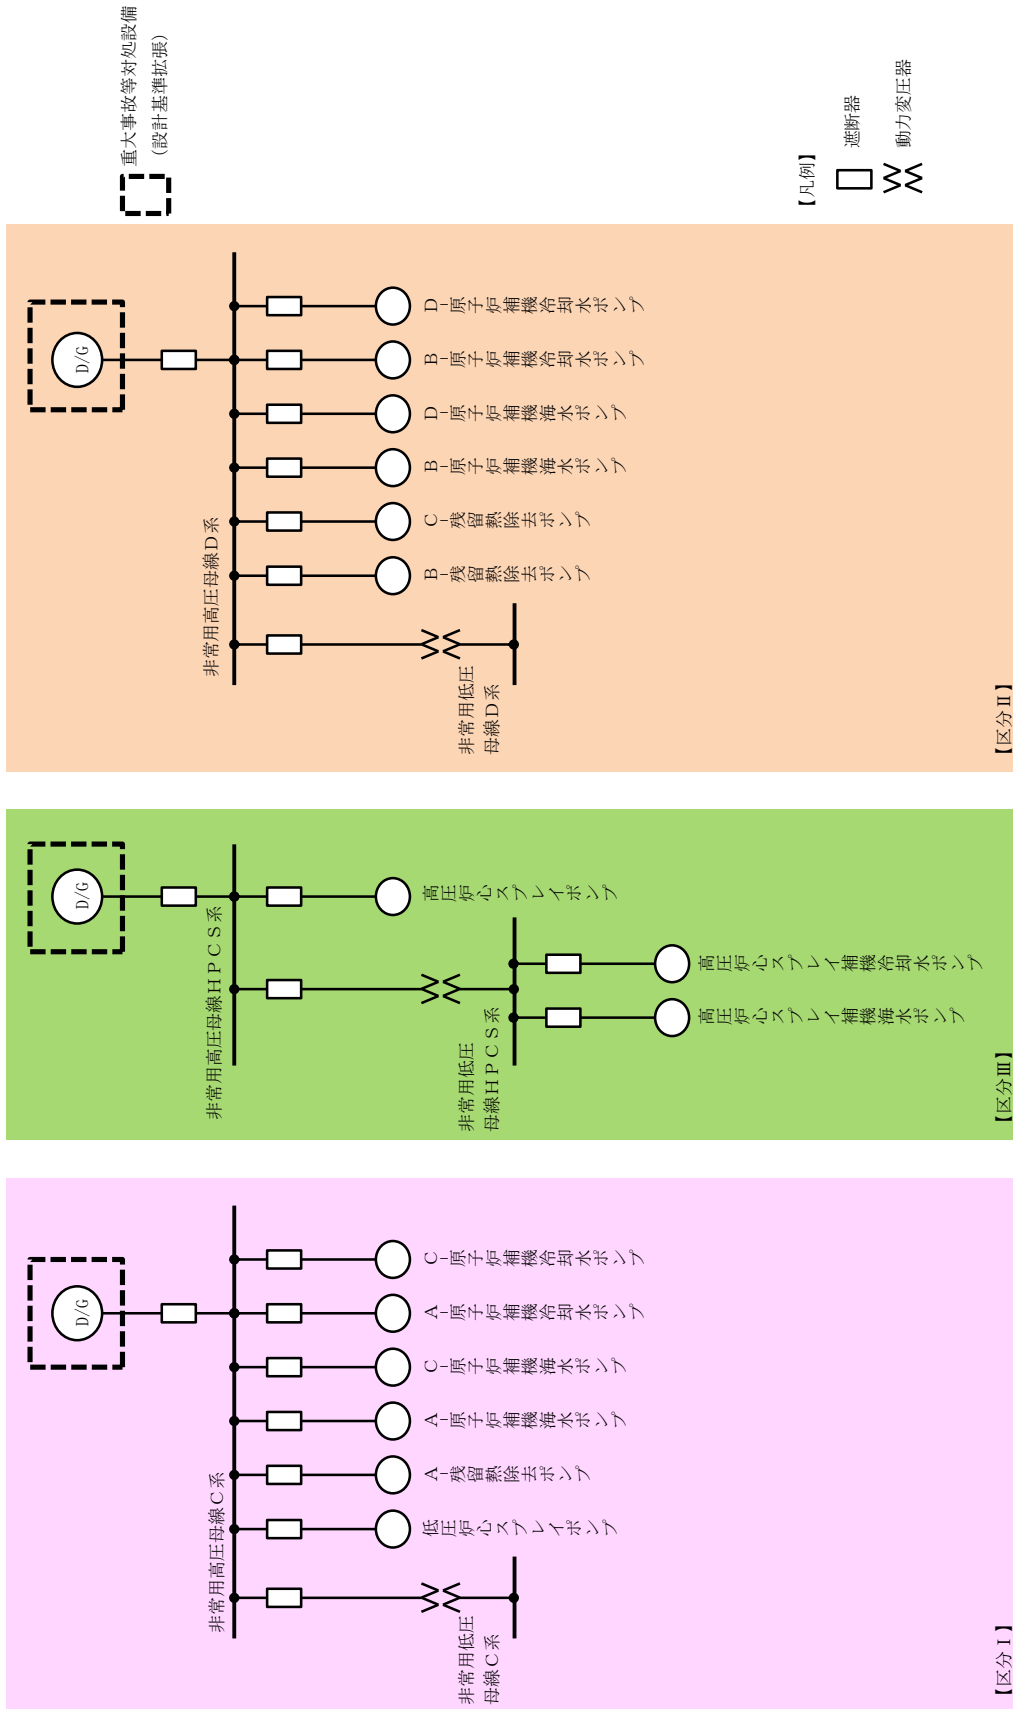 【区分Ⅰ】
D/G
非常用高圧母線C系
非常用低圧
母線C系
低圧炉心スプレイポンプ
A-残留熱除去ポンプ
A-原子炉補機海水ポンプ
C-原子炉補機海水ポンプ
A-原子炉補機冷却水ポンプ
C-原子炉補機冷却水ポンプ
【区分Ⅲ】
D/G
非常用高圧母線HPCS系
高圧炉心スプレイポンプ
非常用低圧
母線HPCS系
高圧炉心スプレイ補機海水ポンプ
高圧炉心スプレイ補機冷却水ポンプ
【区分Ⅱ】
D/G
非常用高圧母線D系
非常用低圧
母線D系
B-残留熱除去ポンプ
C-残留熱除去ポンプ
B-原子炉補機海水ポンプ
D-原子炉補機海水ポンプ
B-原子炉補機冷却水ポンプ
D-原子炉補機冷却水ポンプ
重大事故等対処設備
（設計基準拡張）
【凡例】
遮断器
動力変圧器